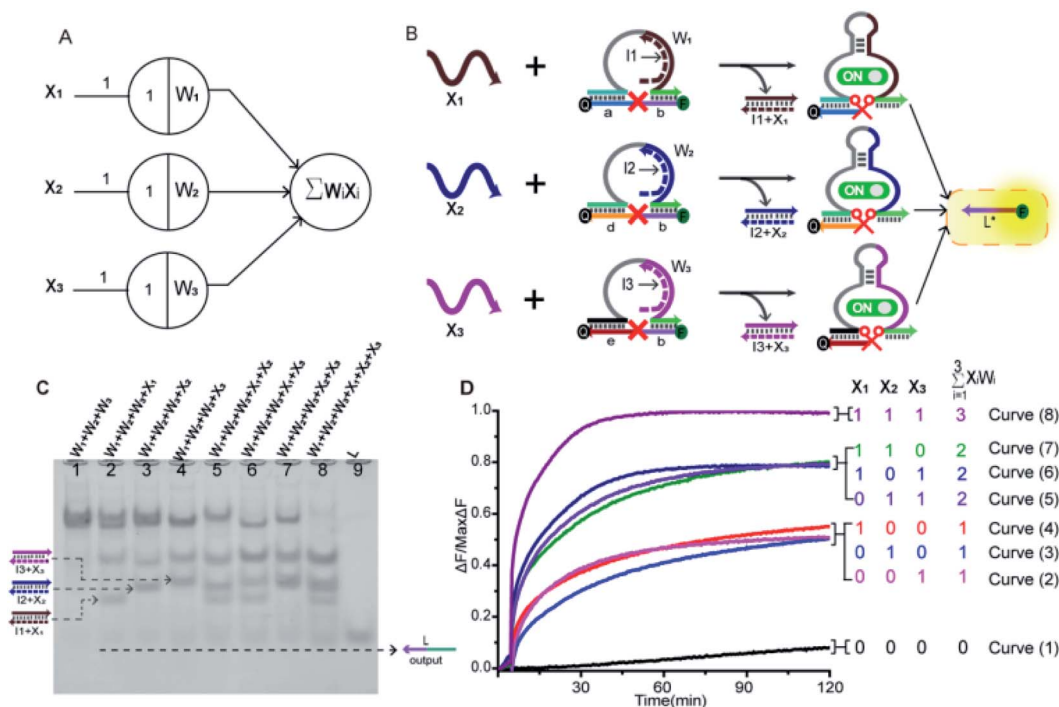 A
X₁ 1 1 W₁
X₂ 1 1 W₂
X₃ 1 1 W₃
∑WᵢXᵢ
B
X₁ + I1 W₁ Q a b F I1+X₁ ON Q
X₂ + I2 W₂ Q d b F I2+X₂ ON Q
X₃ + I3 W₃ Q e b F I3+X₃ ON Q
L* F
C
W₁+W₂+W₃
W₁+W₂+W₃+X₁
W₁+W₂+W₃+X₂
W₁+W₂+W₃+X₃
W₁+W₂+W₃+X₁+X₂
W₁+W₂+W₃+X₁+X₃
W₁+W₂+W₃+X₂+X₃
W₁+W₂+W₃+X₁+X₂+X₃
L
1 2 3 4 5 6 7 8 9
I3+X₃
I2+X₂
I1+X₁
L
output
D
X1 X2 X3 3∑i=1 XiWi
1 1 1 3 Curve (8)
1 1 0 2 Curve (7)
1 0 1 2 Curve (6)
0 1 1 2 Curve (5)
1 0 0 1 Curve (4)
0 1 0 1 Curve (3)
0 0 1 1 Curve (2)
0 0 0 0 Curve (1)
ΔF/MaxΔF
1.0
0.8
0.6
0.4
0.2
0.0
30 60 90 120
Time(min)